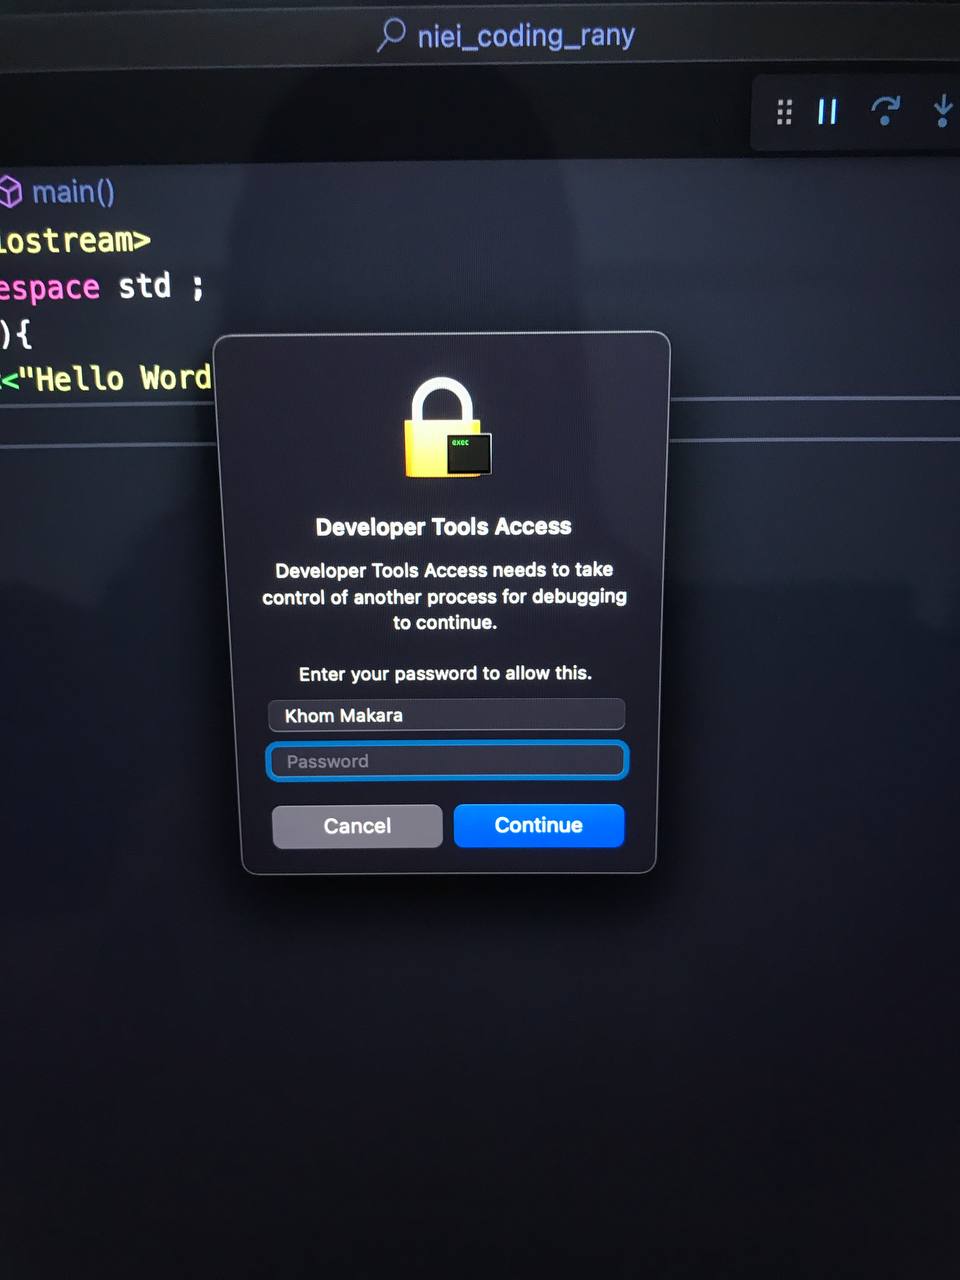 niei_coding_rany
main()
iostream>
espace std ;
){
<"Hello Word
exec
Developer Tools Access
Developer Tools Access needs to take
control of another process for debugging
to continue.
Enter your password to allow this.
Khom Makara
Password
Cancel
Continue